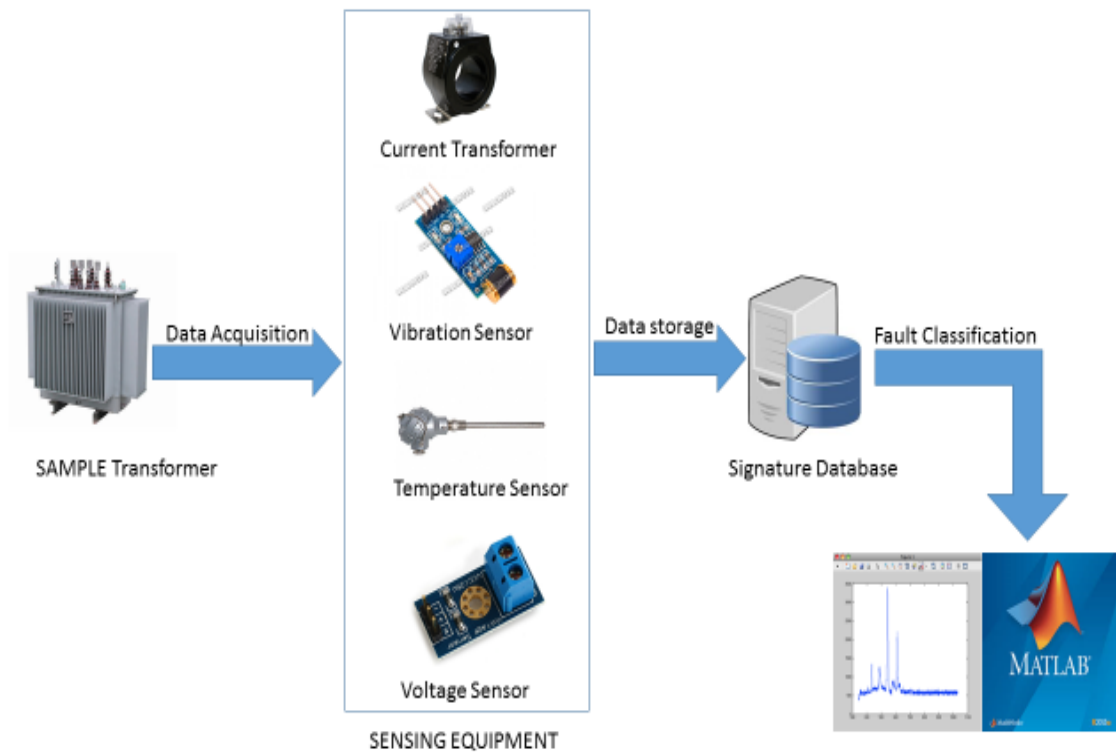 Current Transformer
Vibration Sensor
Temperature Sensor
Voltage Sensor
SENSING EQUIPMENT
SAMPLE Transformer
Data Acquisition
Data storage
Signature Database
Fault Classification
MATLAB